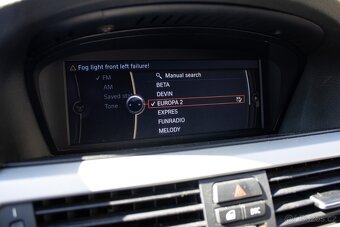 Fog light front left failure!
FM
AM
Saved st
Tone
Manual search
BETA
DEVIN
EUROPA 2
EXPRES
FUNRADIO
MELODY
DSC